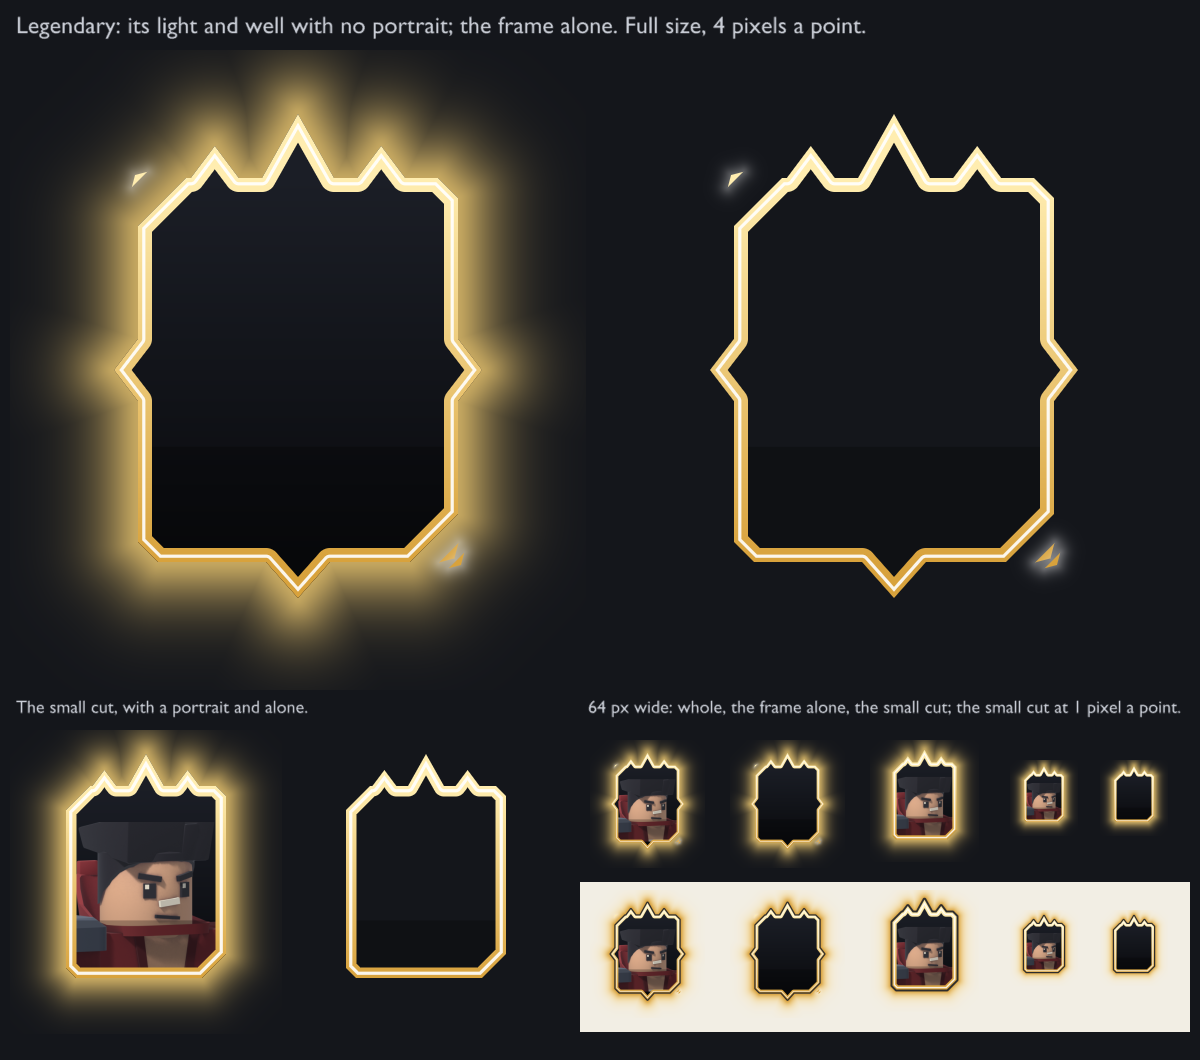 Legendary: its light and well with no portrait; the frame alone. Full size, 4 pixels a point.
The small cut, with a portrait and alone.
64 px wide: whole, the frame alone, the small cut; the small cut at 1 pixel a point.